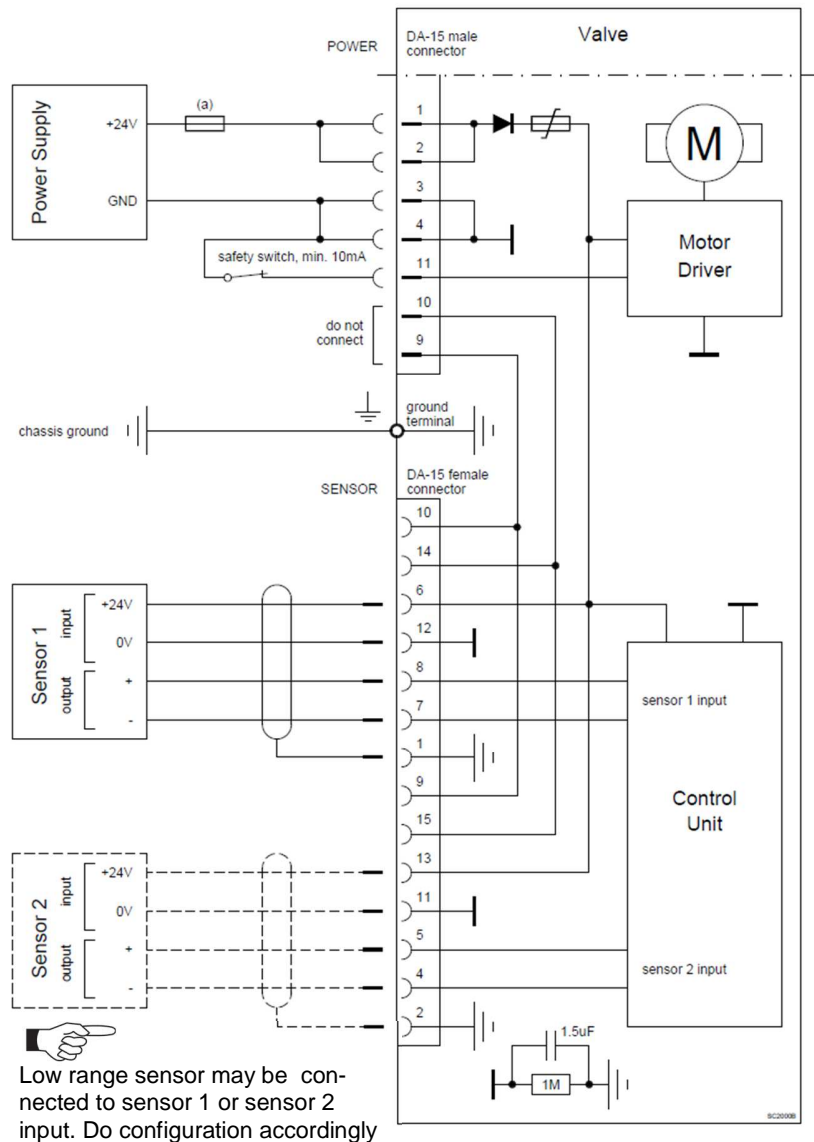 POWER
DA-15 male
connector
Valve
Power Supply
+24V
(a)
GND
safety switch, min. 10mA
do not
connect
1
2
3
4
11
10
9
M
Motor
Driver
chassis ground
ground
terminal
SENSOR
DA-15 female
connector
10
14
6
12
8
7
1
9
15
13
11
5
4
2
Sensor 1
input
+24V
0V
output
+
-
sensor 1 input
Control
Unit
sensor 2 input
Sensor 2
input
+24V
0V
output
+
-
1.5uF
1M
SC2000B
Low range sensor may be con-
nected to sensor 1 or sensor 2
input. Do configuration accordingly